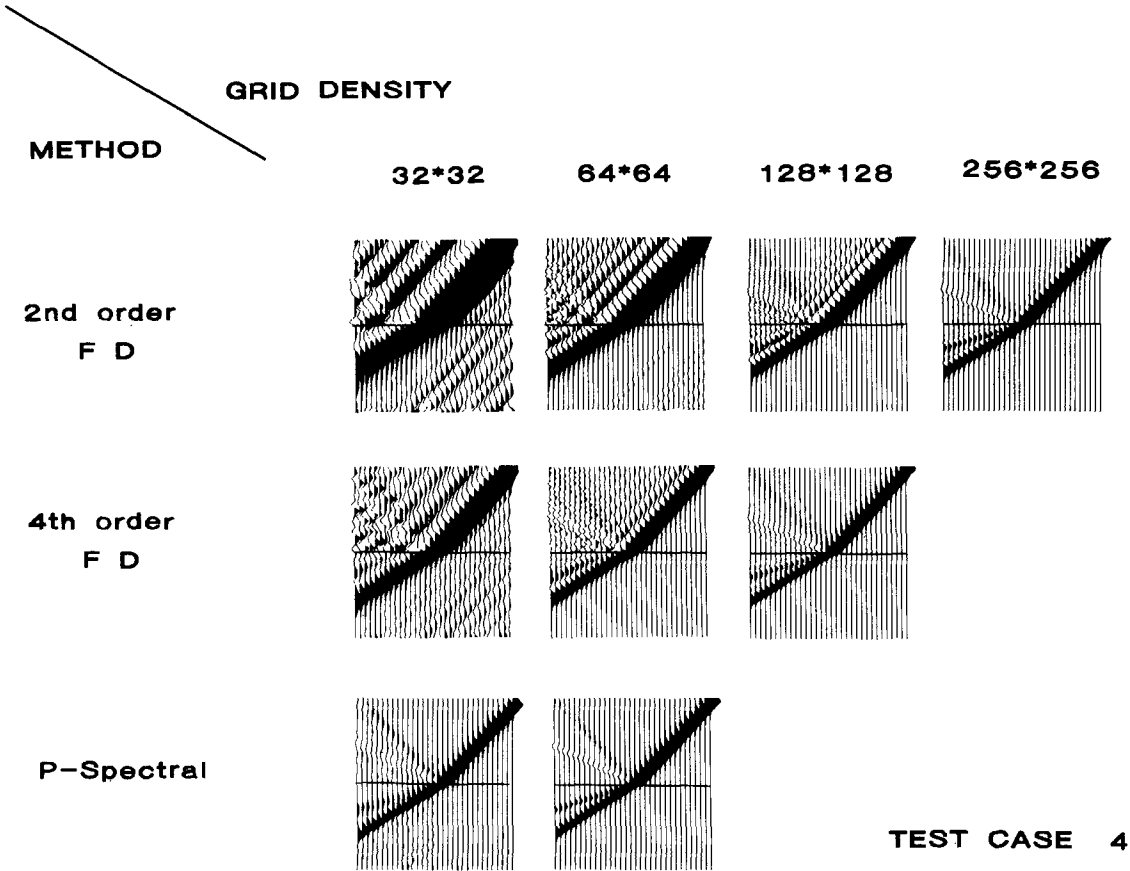 GRID DENSITY
METHOD
32*32 64*64 128*128 256*256
2nd order
F D
4th order
F D
P-Spectral
TEST CASE 4